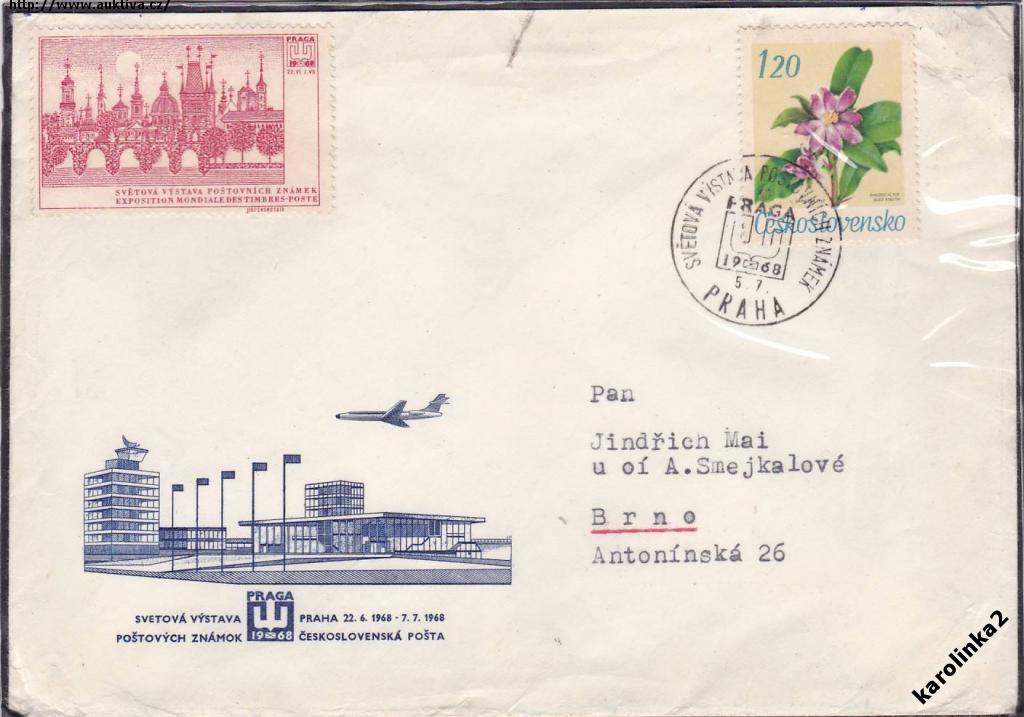 http://www.auktiva.cz/
PRAGA
1968
22.VI 7.VII
SVĚTOVÁ VÝSTAVA POŠTOVNÍCH ZNÁMEK
EXPOSITION MONDIALE DES TIMBRES-POSTE
1 20
Československo
SVĚTOVÁ VÝSTAVA POŠTOVNÍCH ZNÁMEK
PRAGA
1968
5.7.
PRAHA
Pan
Jindřich Mai
u oí A.Smejkalové
Brno
Antonínská 26
PRAGA
1968
SVETOVÁ VÝSTAVA
POŠTOVÝCH ZNÁMOK
PRAHA 22. 6. 1968 - 7. 7. 1968
ČESKOSLOVENSKÁ POŠTA
karolinka2